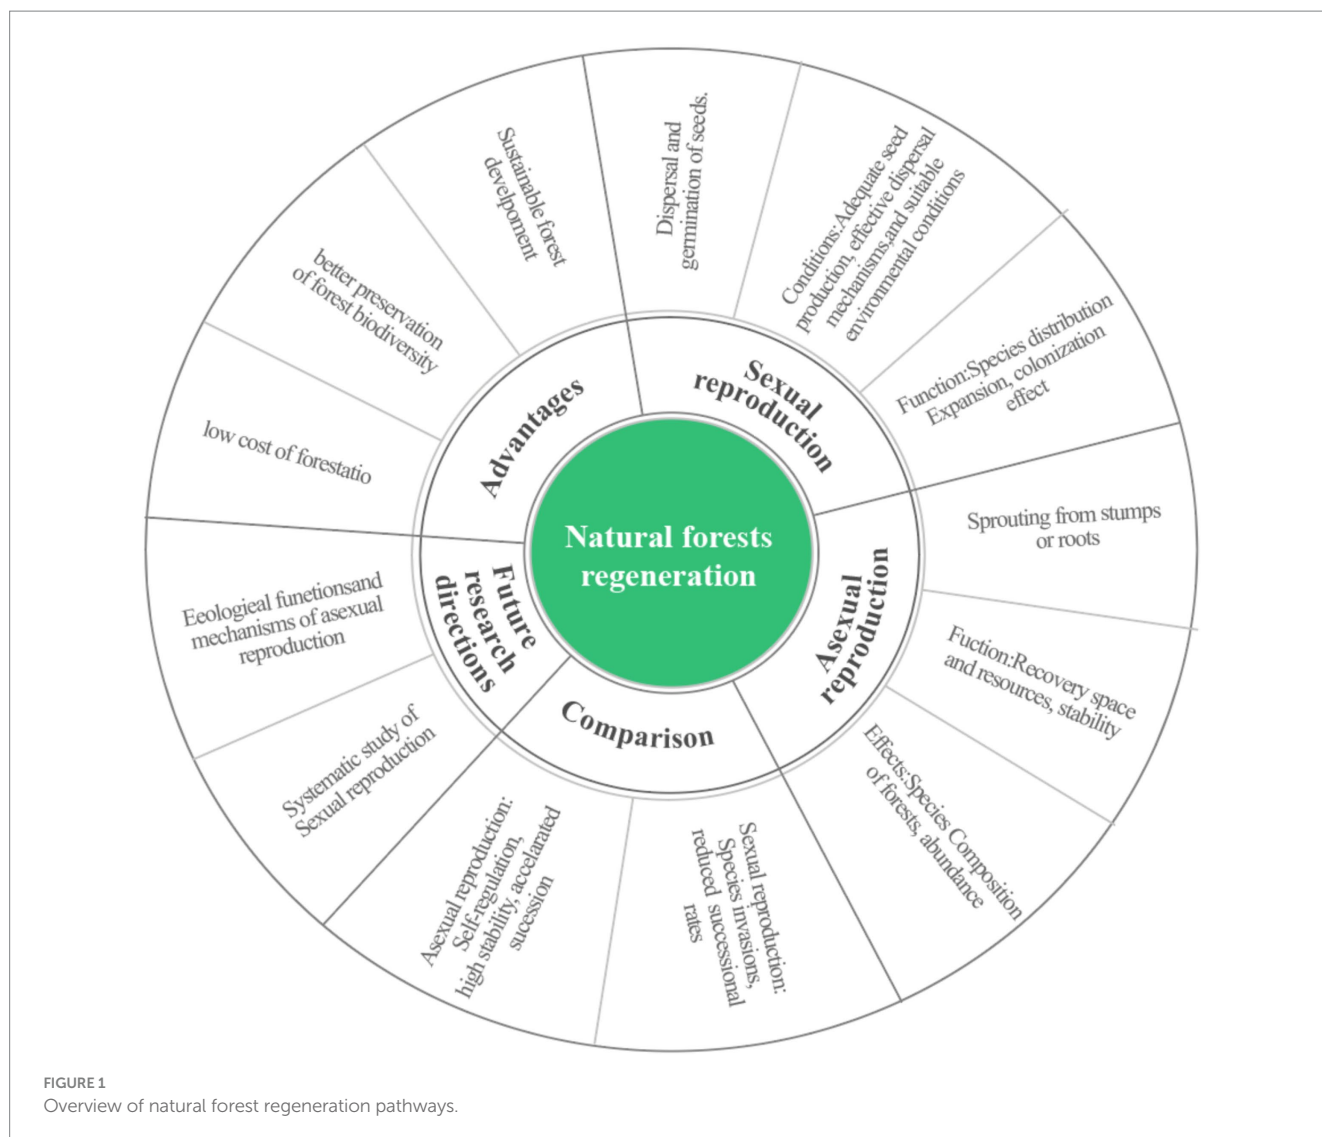 Natural forests
regeneration
Sexual
reproduction
Dispersal and
germination of seeds.
Conditions:Adequate seed
production, effective dispersal
mechanisms,and suitable
environmental conditions
Function:Species distribution
Expansion, colonization
effect
Asexual
reproduction
Sprouting from stumps
or roots
Fuction:Recovery space
and resources, stability
Effects:Species Composition
of forests, abundance
Comparison
Sexual reproduction:
Species invasions,
reduced successional
rates
Asexual reproduction:
Self-regulation,
high stability, accelarated
sucession
Future
research
directions
Systematic study of
Sexual reproduction
Eeologieal funetionsand
mechanisms of asexual
reproduction
Advantages
low cost of forestatio
better preservation
of forest biodiversity
Sustainable forest
develpoment
FIGURE 1
Overview of natural forest regeneration pathways.